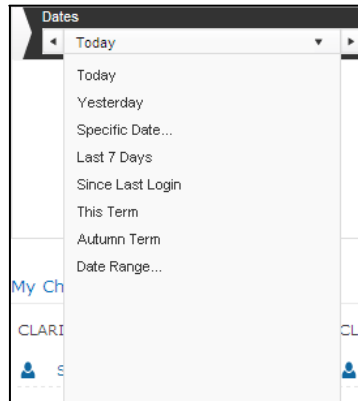 Dates
Today
Today
Yesterday
Specific Date...
Last 7 Days
Since Last Login
This Term
Autumn Term
Date Range...
My Ch
CLARI
CL
S